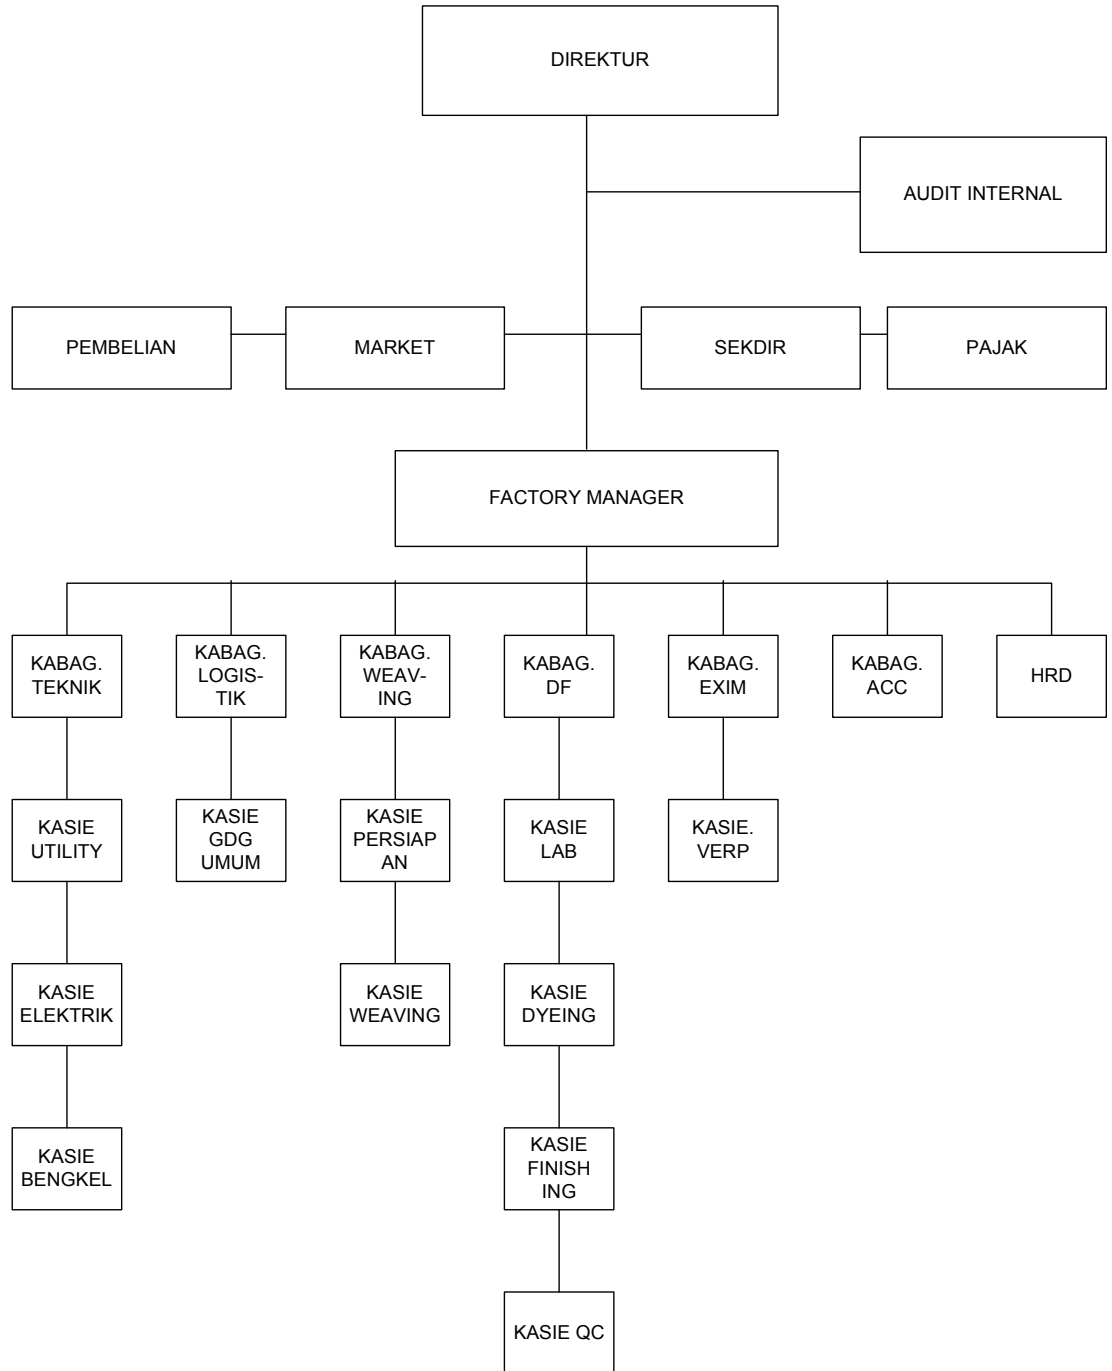 DIREKTUR
AUDIT INTERNAL
PEMBELIAN
MARKET
SEKDIR
PAJAK
FACTORY MANAGER
KABAG.
TEKNIK
KABAG.
LOGIS-
TIK
KABAG.
WEAV-
ING
KABAG.
DF
KABAG.
EXIM
KABAG.
ACC
HRD
KASIE
UTILITY
KASIE
GDG
UMUM
KASIE
PERSIAP
AN
KASIE
LAB
KASIE.
VERP
KASIE
ELEKTRIK
KASIE
WEAVING
KASIE
DYEING
KASIE
BENGKEL
KASIE
FINISH
ING
KASIE QC